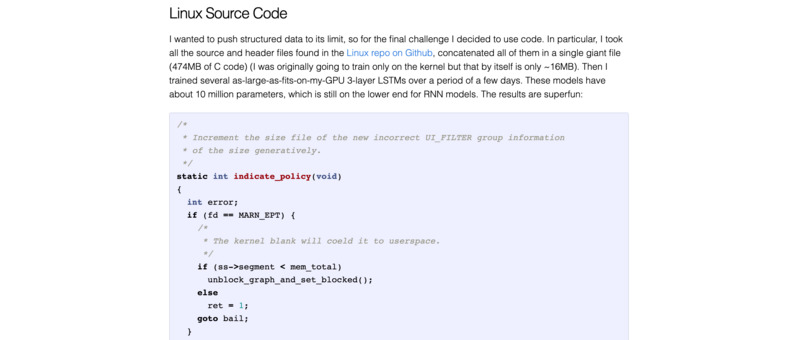 Linux Source Code
I wanted to push structured data to its limit, so for the final challenge I decided to use code. In particular, I took
all the source and header files found in the Linux repo on Github, concatenated all of them in a single giant file
(474MB of C code) (I was originally going to train only on the kernel but that by itself is only ~16MB). Then I
trained several as-large-as-fits-on-my-GPU 3-layer LSTMs over a period of a few days. These models have
about 10 million parameters, which is still on the lower end for RNN models. The results are superfun:
/*
 * Increment the size file of the new incorrect UI_FILTER group information
 * of the size generatively.
 */
static int indicate_policy(void)
{
  int error;
  if (fd == MARN_EPT) {
    /*
     * The kernel blank will coeld it to userspace.
     */
    if (ss->segment < mem_total)
      unblock_graph_and_set_blocked();
    else
      ret = 1;
    goto bail;
  }